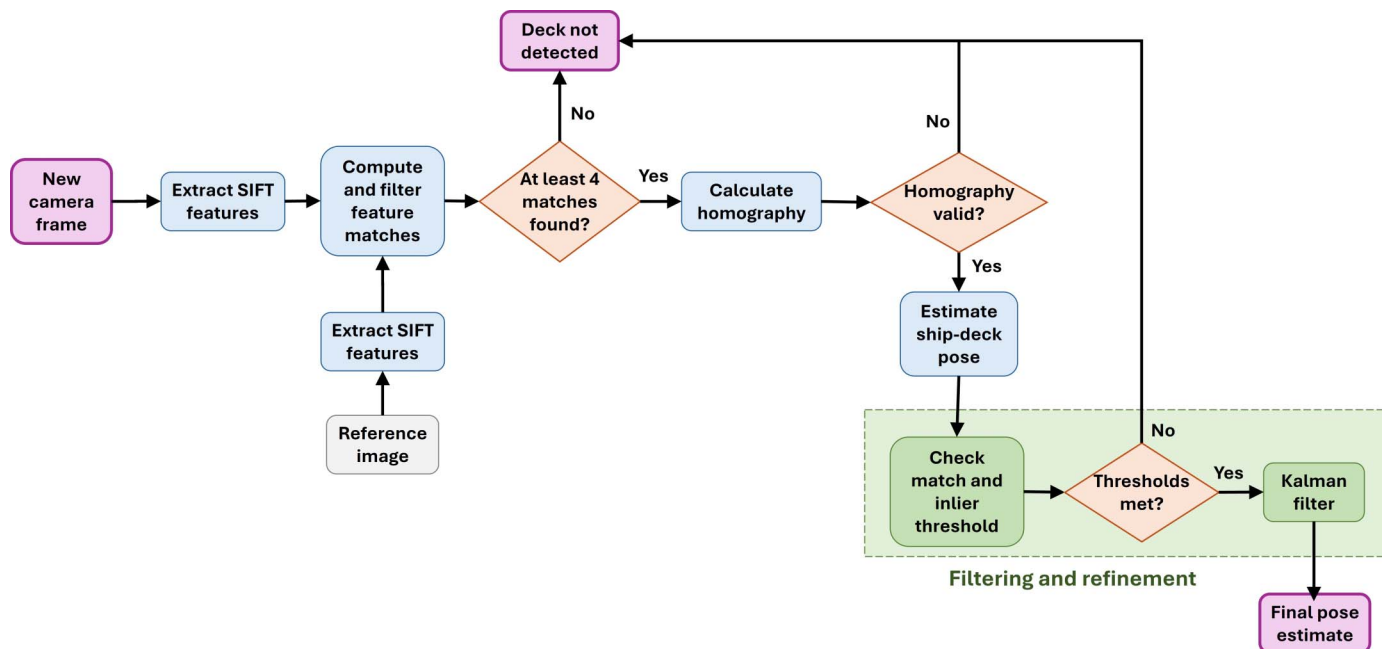 Deck not
detected
No
New
camera
frame
Extract SIFT
features
Compute
and filter
feature
matches
At least 4
matches
found?
Yes
Calculate
homography
Homography
valid?
No
Yes
Extract SIFT
features
Reference
image
Estimate
ship-deck
pose
Check
match and
inlier
threshold
Thresholds
met?
No
Yes
Kalman
filter
Filtering and refinement
Final pose
estimate